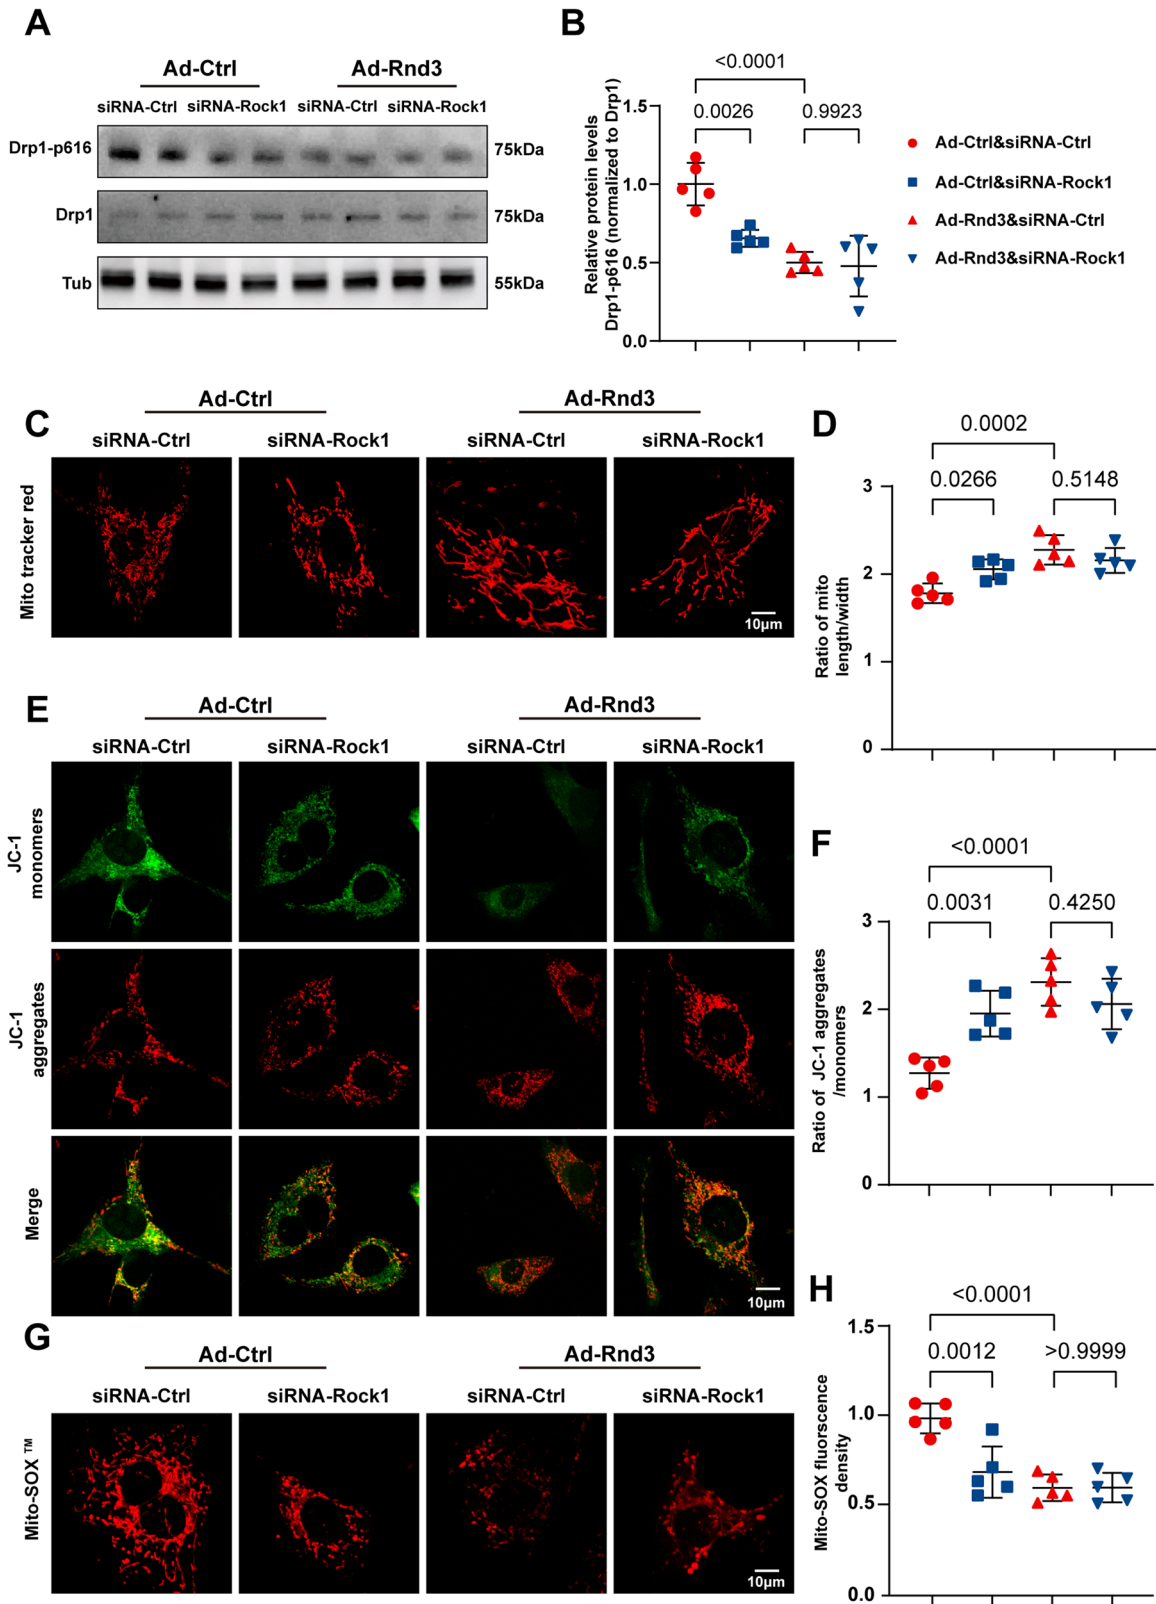 A
Ad-Ctrl
Ad-Rnd3
siRNA-Ctrl siRNA-Rock1 siRNA-Ctrl siRNA-Rock1
Drp1-p616
75kDa
Drp1
75kDa
Tub
55kDa
B
<0.0001
0.0026
0.9923
1.5
1.0
0.5
0.0
Relative protein levels
Drp1-p616 (normalized to Drp1)
Ad-Ctrl&siRNA-Ctrl
Ad-Ctrl&siRNA-Rock1
Ad-Rnd3&siRNA-Ctrl
Ad-Rnd3&siRNA-Rock1
C
Ad-Ctrl
Ad-Rnd3
siRNA-Ctrl siRNA-Rock1 siRNA-Ctrl siRNA-Rock1
Mito tracker red
10μm
D
0.0002
0.0266
0.5148
3
2
1
0
Ratio of mito
length/width
E
Ad-Ctrl
Ad-Rnd3
siRNA-Ctrl siRNA-Rock1 siRNA-Ctrl siRNA-Rock1
JC-1
monomers
JC-1
aggregates
Merge
10μm
F
<0.0001
0.0031
0.4250
3
2
1
0
Ratio of JC-1 aggregates
/monomers
G
Ad-Ctrl
Ad-Rnd3
siRNA-Ctrl siRNA-Rock1 siRNA-Ctrl siRNA-Rock1
Mito-SOX ™
10μm
H
<0.0001
0.0012
>0.9999
1.5
1.0
0.5
0.0
Mito-SOX fluorscence
density